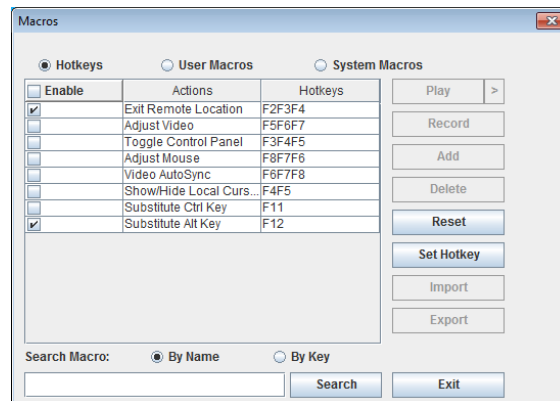 Macros
Hotkeys User Macros System Macros
Enable Actions Hotkeys
Exit Remote Location F2F3F4
Adjust Video F5F6F7
Toggle Control Panel F3F4F5
Adjust Mouse F8F7F6
Video AutoSync F6F7F8
Show/Hide Local Curs... F4F5
Substitute Ctrl Key F11
Substitute Alt Key F12
Play >
Record
Add
Delete
Reset
Set Hotkey
Import
Export
Search Macro: By Name By Key
Search Exit